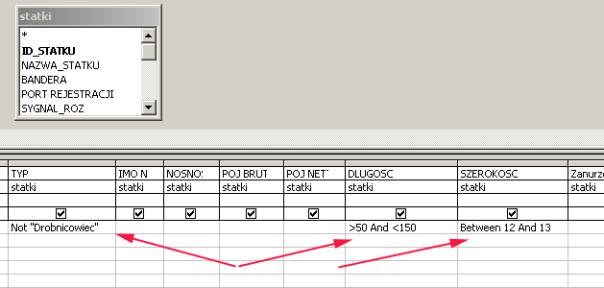 statki
*
ID_STATKU
NAZWA_STATKU
BANDERA
PORT REJESTRACJI
SYGNAL_ROZ
TYP IMO N NOSNO: POJ BRUT POJ NET DLUGOSC SZEROKOSC Zanurze
statki statki statki statki statki statki statki statki
Not "Drobnicowiec" >50 And <150 Between 12 And 13